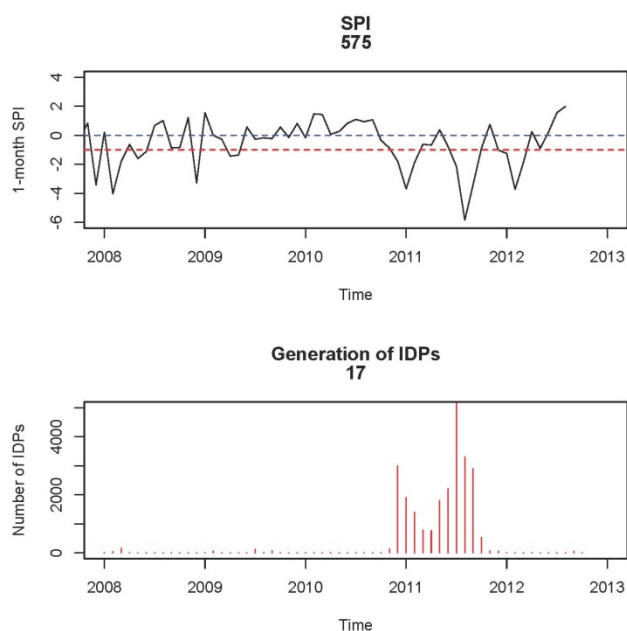 SPI
575
1-month SPI
4
2
0
-2
-4
-6
2008 2009 2010 2011 2012 2013
Time
Generation of IDPs
17
Number of IDPs
4000
2000
0
2008 2009 2010 2011 2012 2013
Time